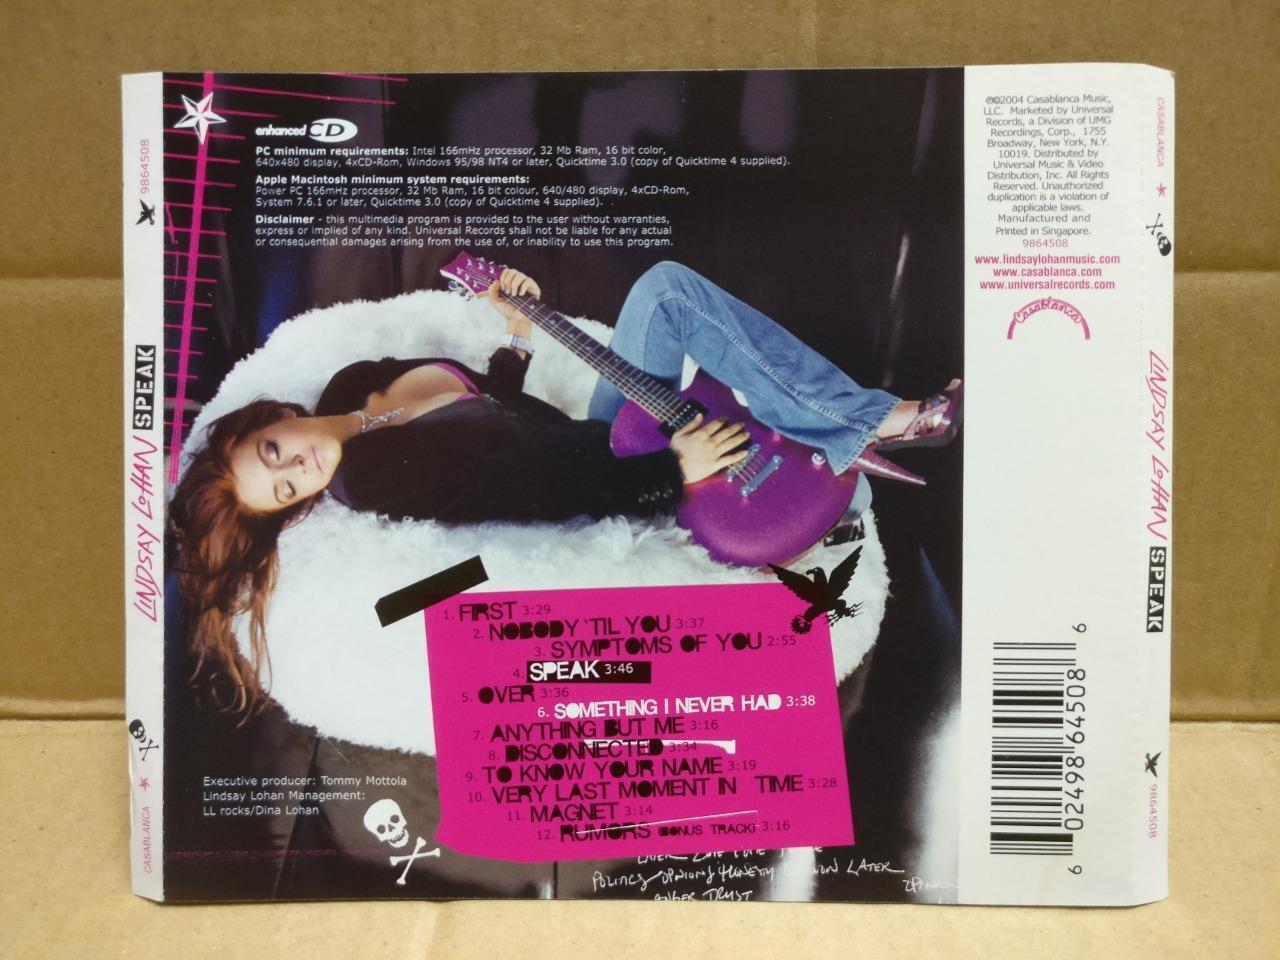 CASABLANCA
9864508
LINDSAY LOHAN SPEAK
9864508
CASABLANCA
enhanced CD
PC minimum requirements: Intel 166mHz processor, 32 Mb Ram, 16 bit color,
640x480 display, 4xCD-Rom, Windows 95/98 NT4 or later, Quicktime 3.0 (copy of Quicktime 4 supplied).
Apple Macintosh minimum system requirements:
Power PC 166mHz processor, 32 Mb Ram, 16 bit colour, 640/480 display, 4xCD-Rom,
System 7.6.1 or later, Quicktime 3.0 (copy of Quicktime 4 supplied). .
Disclaimer - this multimedia program is provided to the user without warranties,
express or implied of any kind. Universal Records shall not be liable for any actual
or consequential damages arising from the use of, or inability to use this program.
1. FIRST 3:29
2. NOBODY 'TIL YOU 3:37
3. SYMPTOMS OF YOU 2:55
4. SPEAK 3:46
5. OVER 3:36
6. SOMETHING I NEVER HAD 3:38
7. ANYTHING BUT ME 3:16
8. DISCONNECTED 3:34
9. TO KNOW YOUR NAME 3:19
10. VERY LAST MOMENT IN TIME 3:28
11. MAGNET 3:14
12. RUMORS (BONUS TRACK) 3:16
Executive producer: Tommy Mottola
Lindsay Lohan Management:
LL rocks/Dina Lohan
LATER
ANGER TRUST
℗©2004 Casablanca Music,
LLC. Marketed by Universal
Records, a Division of UMG
Recordings, Corp., 1755
Broadway, New York, N.Y.
10019. Distributed by
Universal Music & Video
Distribution, Inc. All Rights
Reserved. Unauthorized
duplication is a violation of
applicable laws.
Manufactured and
Printed in Singapore.
9864508
www.lindsaylohanmusic.com
www.casablanca.com
www.universalrecords.com
Casablanca
6 02498 64508 6
LINDSAY LOHAN SPEAK
9864508